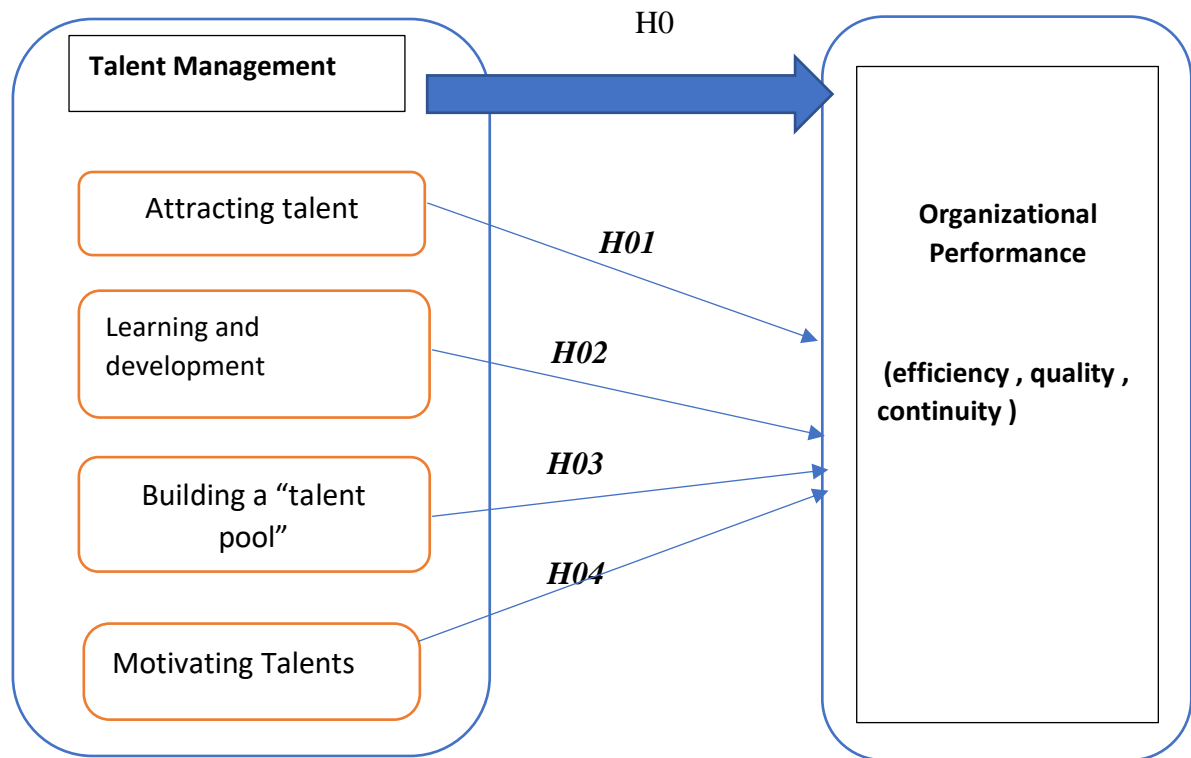 H0
Talent Management
Attracting talent
H01
Learning and
development
H02
Building a “talent
pool”
H03
Motivating Talents
H04
Organizational
Performance
(efficiency , quality ,
continuity )